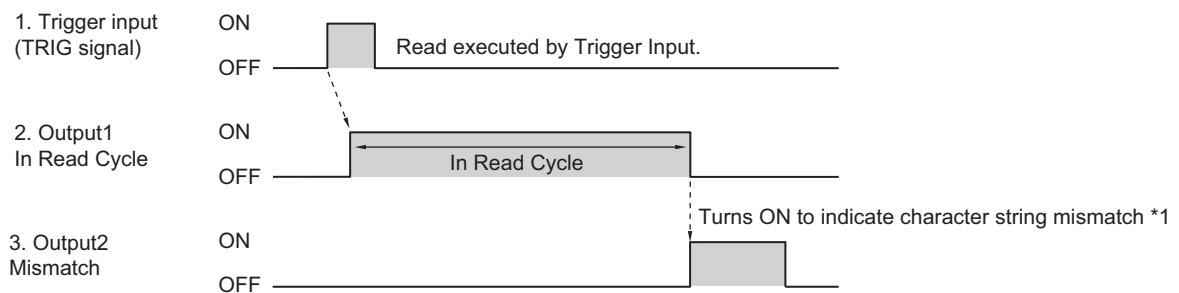 1. Trigger input
(TRIG signal)
ON
OFF
Read executed by Trigger Input.
2. Output1
In Read Cycle
ON
OFF
In Read Cycle
Turns ON to indicate character string mismatch *1
3. Output2
Mismatch
ON
OFF